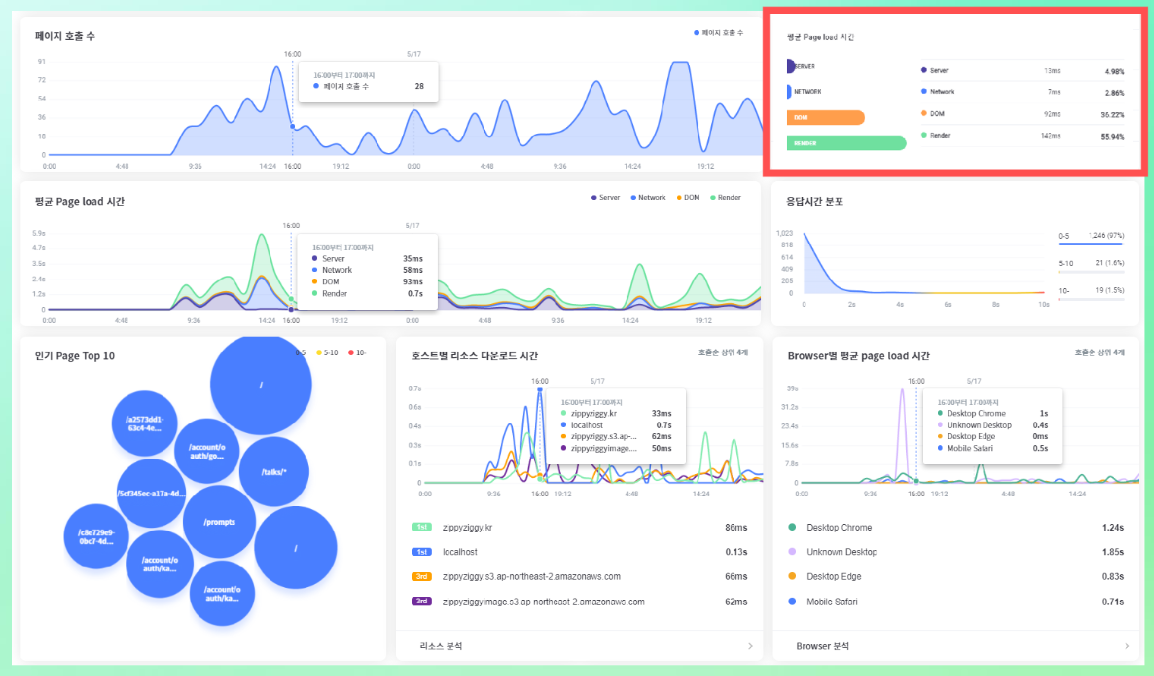 페이지 호출 수
페이지 호출 수
16:00
5/17
91
72
54
36
18
0
16:00부터 17:00까지
페이지 호출 수 28
0:00 4:48 9:36 14:24 16:00 19:12 0:00 4:48 9:36 14:24 19:12
평균 Page load 시간
SERVER
NETWORK
DOM
RENDER
Server 13ms 4.98%
Network 7ms 2.86%
DOM 92ms 36.22%
Render 142ms 55.94%
평균 Page load 시간
Server Network DOM Render
16:00
5/17
5.9s
4.7s
3.5s
2.4s
1.2s
0
16:00부터 17:00까지
Server 35ms
Network 58ms
DOM 93ms
Render 0.7s
0:00 4:48 9:36 14:24 16:00 19:12 0:00 4:48 9:36 14:24 19:12
응답시간 분포
1,023
818
614
409
205
0
0 2s 4s 6s 8s 10s
0-5 1,246 (97%)
5-10 21 (1.6%)
10- 19 (1.5%)
인기 Page Top 10
0-5 5-10 10-
/
/a2573dd1-
63c4-4e...
/account/o
auth/go...
/talks/*
/5cf345ec-a17a-4d...
/prompts
/c8e729e9-
0bc7-4d...
/
/account/o
auth/ka...
/account/o
auth/ka...
호스트별 리소스 다운로드 시간
호출순 상위 4개
16:00
5/17
0.7s
0.6s
0.4s
0.3s
0.1s
0
16:00부터 17:00까지
zippyziggy.kr 33ms
localhost 0.7s
zippyziggy.s3.ap-... 62ms
zippyziggyimage.... 50ms
0:00 9:36 16:00 19:12 4:48 14:24
1st zippyziggy.kr 86ms
1st localhost 0.13s
3rd zippyziggy.s3.ap-northeast-2.amazonaws.com 66ms
3rd zippyziggyimage.s3.ap-northeast-2.amazonaws.com 62ms
리소스 분석
Browser별 평균 page load 시간
호출순 상위 4개
16:00
5/17
39s
31.2s
23.4s
15.6s
7.8s
0
16:00부터 17:00까지
Desktop Chrome 1s
Unknown Desktop 0.4s
Desktop Edge 0ms
Mobile Safari 0.5s
0:00 9:36 16:00 19:12 4:48 14:24
Desktop Chrome 1.24s
Unknown Desktop 1.85s
Desktop Edge 0.83s
Mobile Safari 0.71s
Browser 분석